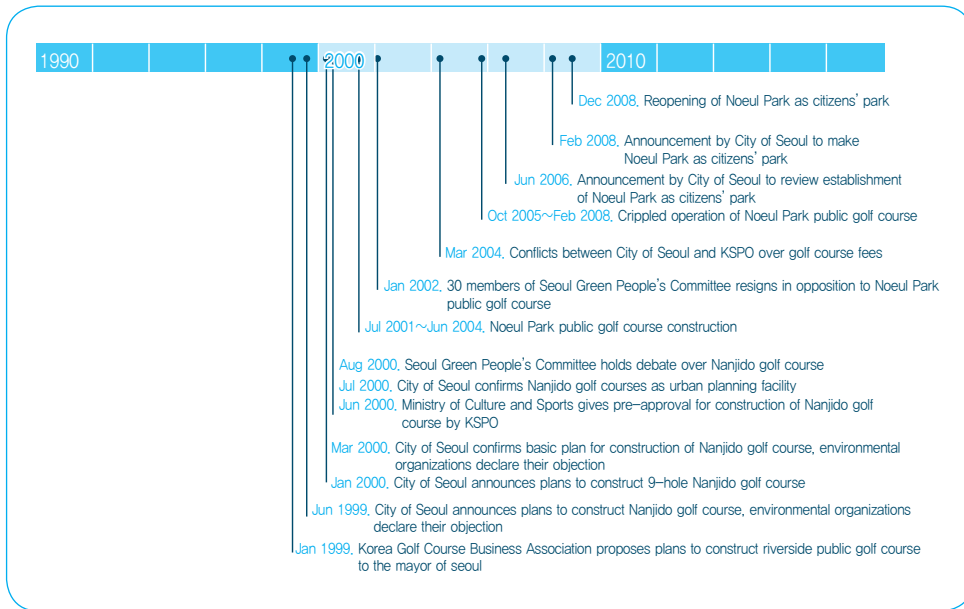 1990
2000
2010
Dec 2008. Reopening of Noeul Park as citizens' park
Feb 2008. Announcement by City of Seoul to make
Noeul Park as citizens' park
Jun 2006. Announcement by City of Seoul to review establishment
of Noeul Park as citizens' park
Oct 2005~Feb 2008. Crippled operation of Noeul Park public golf course
Mar 2004. Conflicts between City of Seoul and KSPO over golf course fees
Jan 2002. 30 members of Seoul Green People's Committee resigns in opposition to Noeul Park
public golf course
Jul 2001~Jun 2004. Noeul Park public golf course construction
Aug 2000. Seoul Green People's Committee holds debate over Nanjido golf course
Jul 2000. City of Seoul confirms Nanjido golf courses as urban planning facility
Jun 2000. Ministry of Culture and Sports gives pre-approval for construction of Nanjido golf
course by KSPO
Mar 2000. City of Seoul confirms basic plan for construction of Nanjido golf course, environmental
organizations declare their objection
Jan 2000. City of Seoul announces plans to construct 9-hole Nanjido golf course
Jun 1999. City of Seoul announces plans to construct Nanjido golf course, environmental organizations
declare their objection
Jan 1999. Korea Golf Course Business Association proposes plans to construct riverside public golf course
to the mayor of seoul